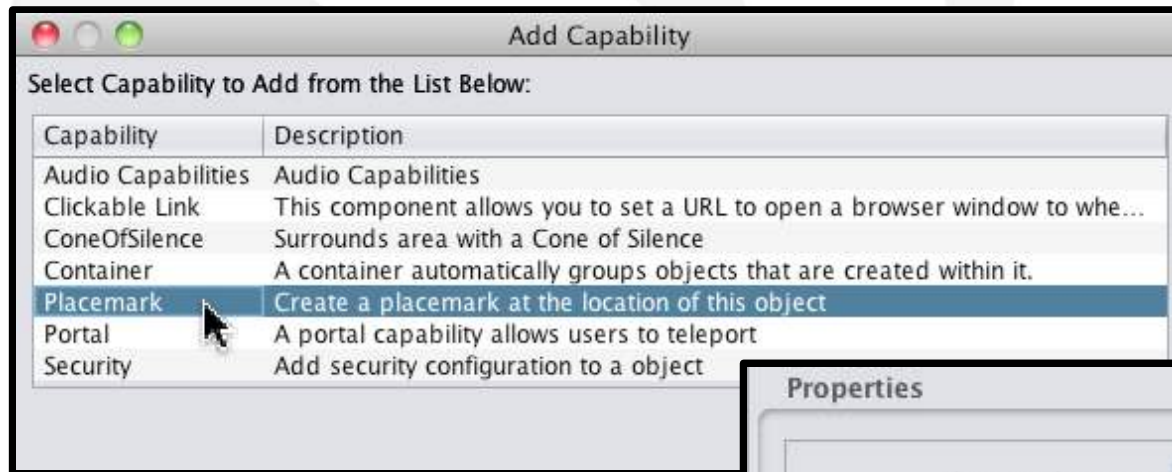 Add Capability
Select Capability to Add from the List Below:
Capability Description
Audio Capabilities Audio Capabilities
Clickable Link This component allows you to set a URL to open a browser window to whe...
ConeOfSilence Surrounds area with a Cone of Silence
Container A container automatically groups objects that are created within it.
Placemark Create a placemark at the location of this object
Portal A portal capability allows users to teleport
Security Add security configuration to a object
Properties